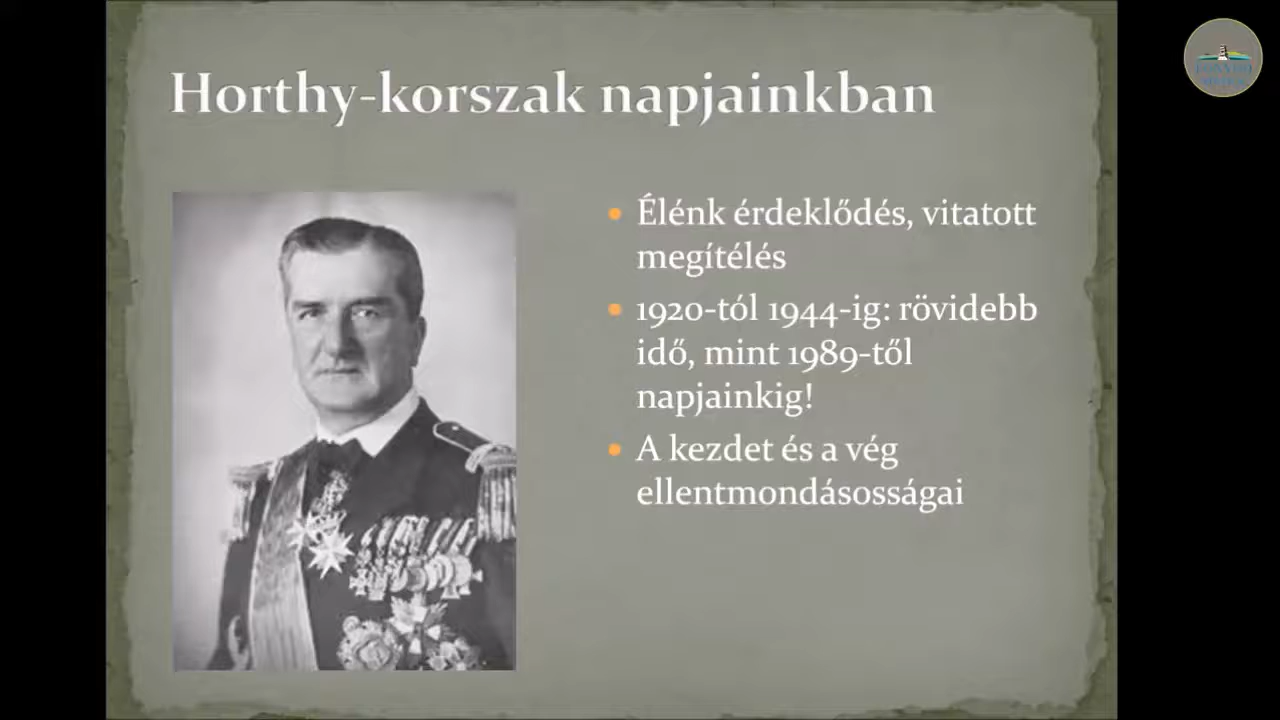 Horthy-korszak napjainkban
Élénk érdeklődés, vitatott
megítélés
1920-tól 1944-ig: rövidebb
idő, mint 1989-től
napjainkig!
A kezdet és a vég
ellentmondásosságai